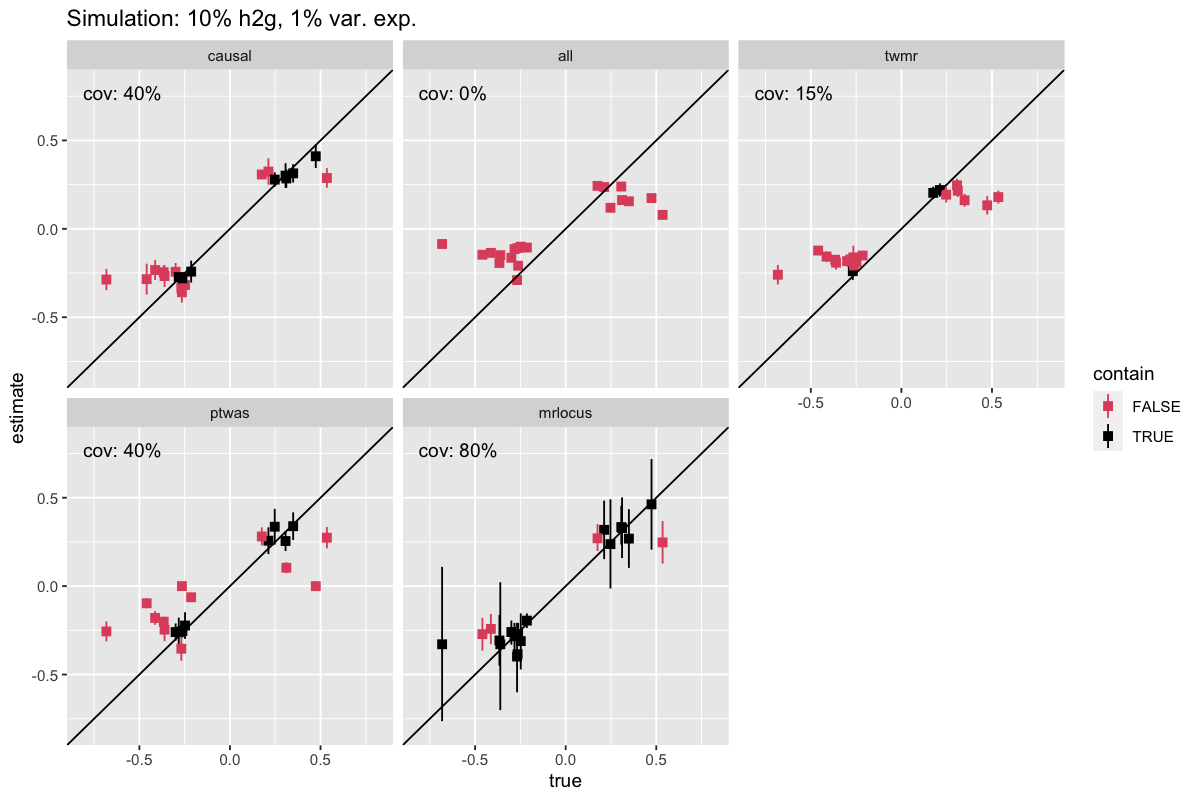 Simulation: 10% h2g, 1% var. exp.
causal
all
twmr
cov: 40%
cov: 0%
cov: 15%
0.5
0.0
-0.5
-0.5
0.0
0.5
ptwas
mrlocus
cov: 40%
cov: 80%
0.5
0.0
-0.5
-0.5
0.0
0.5
-0.5
0.0
0.5
true
estimate
contain
FALSE
TRUE